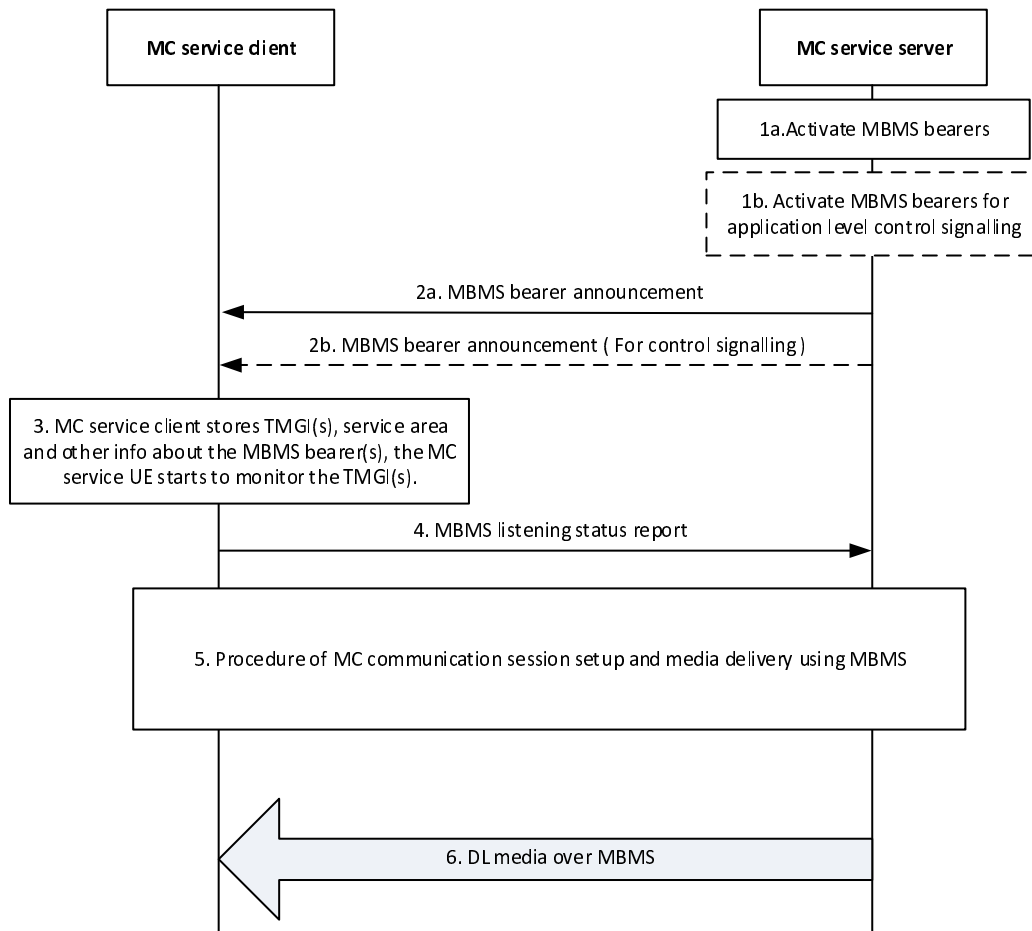 MC service client
MC service server
1a.Activate MBMS bearers
1b. Activate MBMS bearers for
application level control signalling
2a. MBMS bearer announcement
2b. MBMS bearer announcement ( For control signalling )
3. MC service client stores TMGI(s), service area
and other info about the MBMS bearer(s), the MC
service UE starts to monitor the TMGI(s).
4. MBMS listening status report
5. Procedure of MC communication session setup and media delivery using MBMS
6. DL media over MBMS